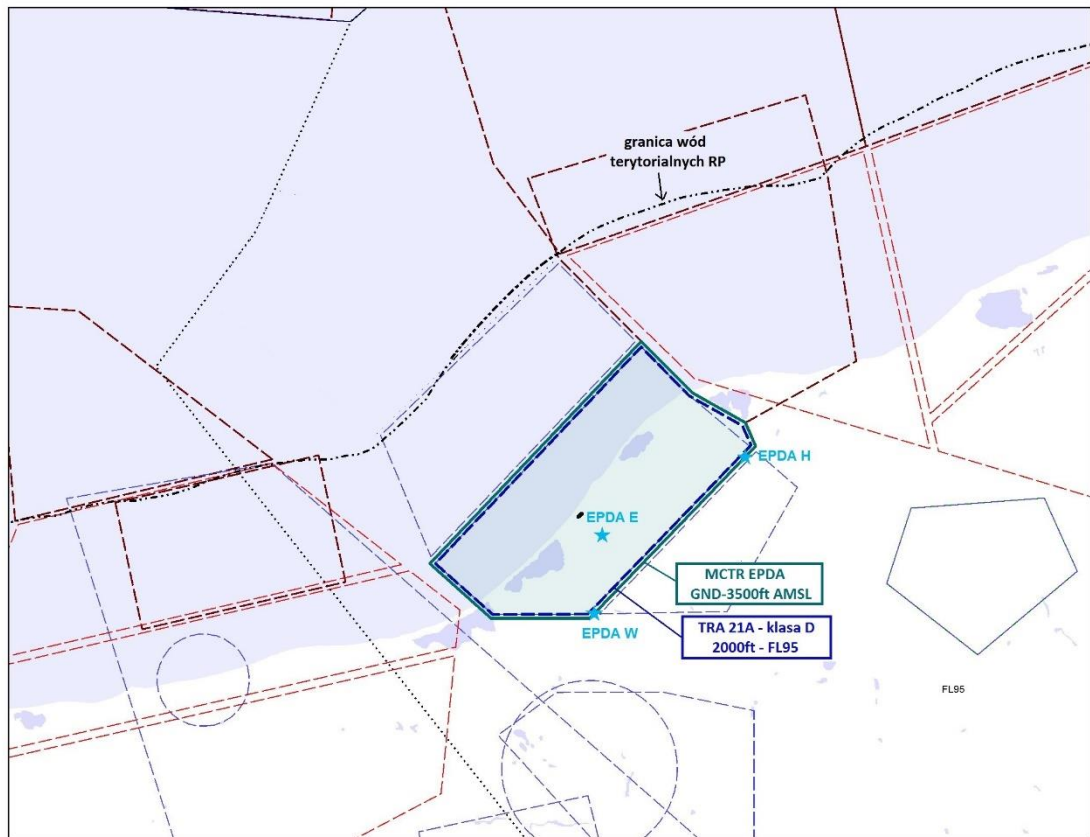 granica wód
terytorialnych RP
EPDA H
EPDA E
MCTR EPDA
GND-3500ft AMSL
EPDA W
TRA 21A - klasa D
2000ft - FL95
FL95